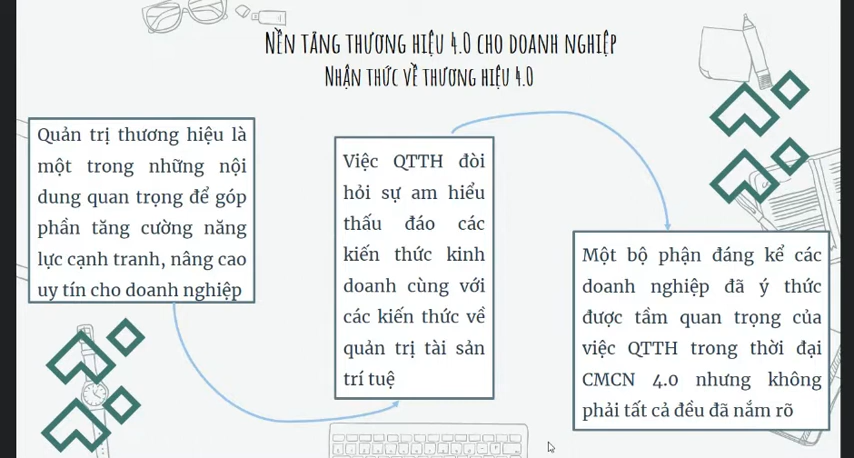 NỀN TẢNG THƯƠNG HIỆU 4.0 CHO DOANH NGHIỆP
NHẬN THỨC VỀ THƯƠNG HIỆU 4.0
Quản trị thương hiệu là
một trong những nội
dung quan trọng để góp
phần tăng cường năng
lực cạnh tranh, nâng cao
uy tín cho doanh nghiệp
Việc QTTH đòi
hỏi sự am hiểu
thấu đáo các
kiến thức kinh
doanh cùng với
các kiến thức về
quản trị tài sản
trí tuệ
Một bộ phận đáng kể các
doanh nghiệp đã ý thức
được tầm quan trọng của
việc QTTH trong thời đại
CMCN 4.0 nhưng không
phải tất cả đều đã nắm rõ